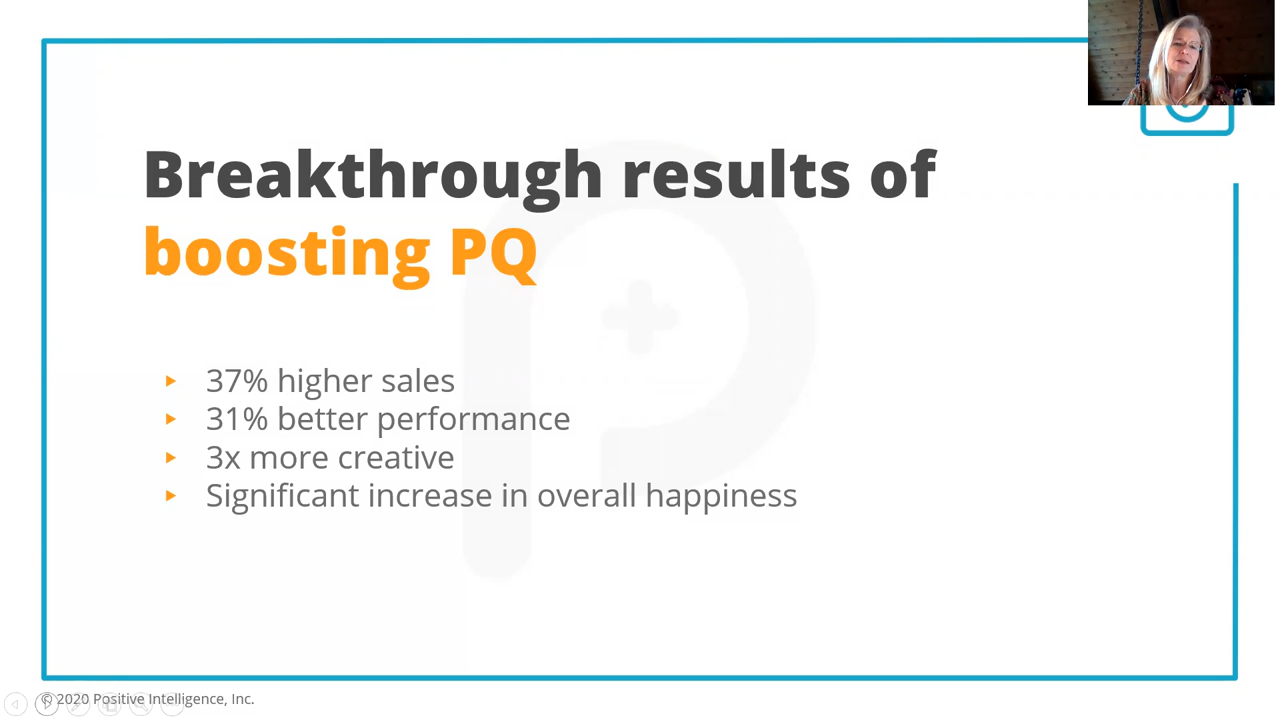 Breakthrough results of
boosting PQ
37% higher sales
31% better performance
3x more creative
Significant increase in overall happiness
© 2020 Positive Intelligence, Inc.